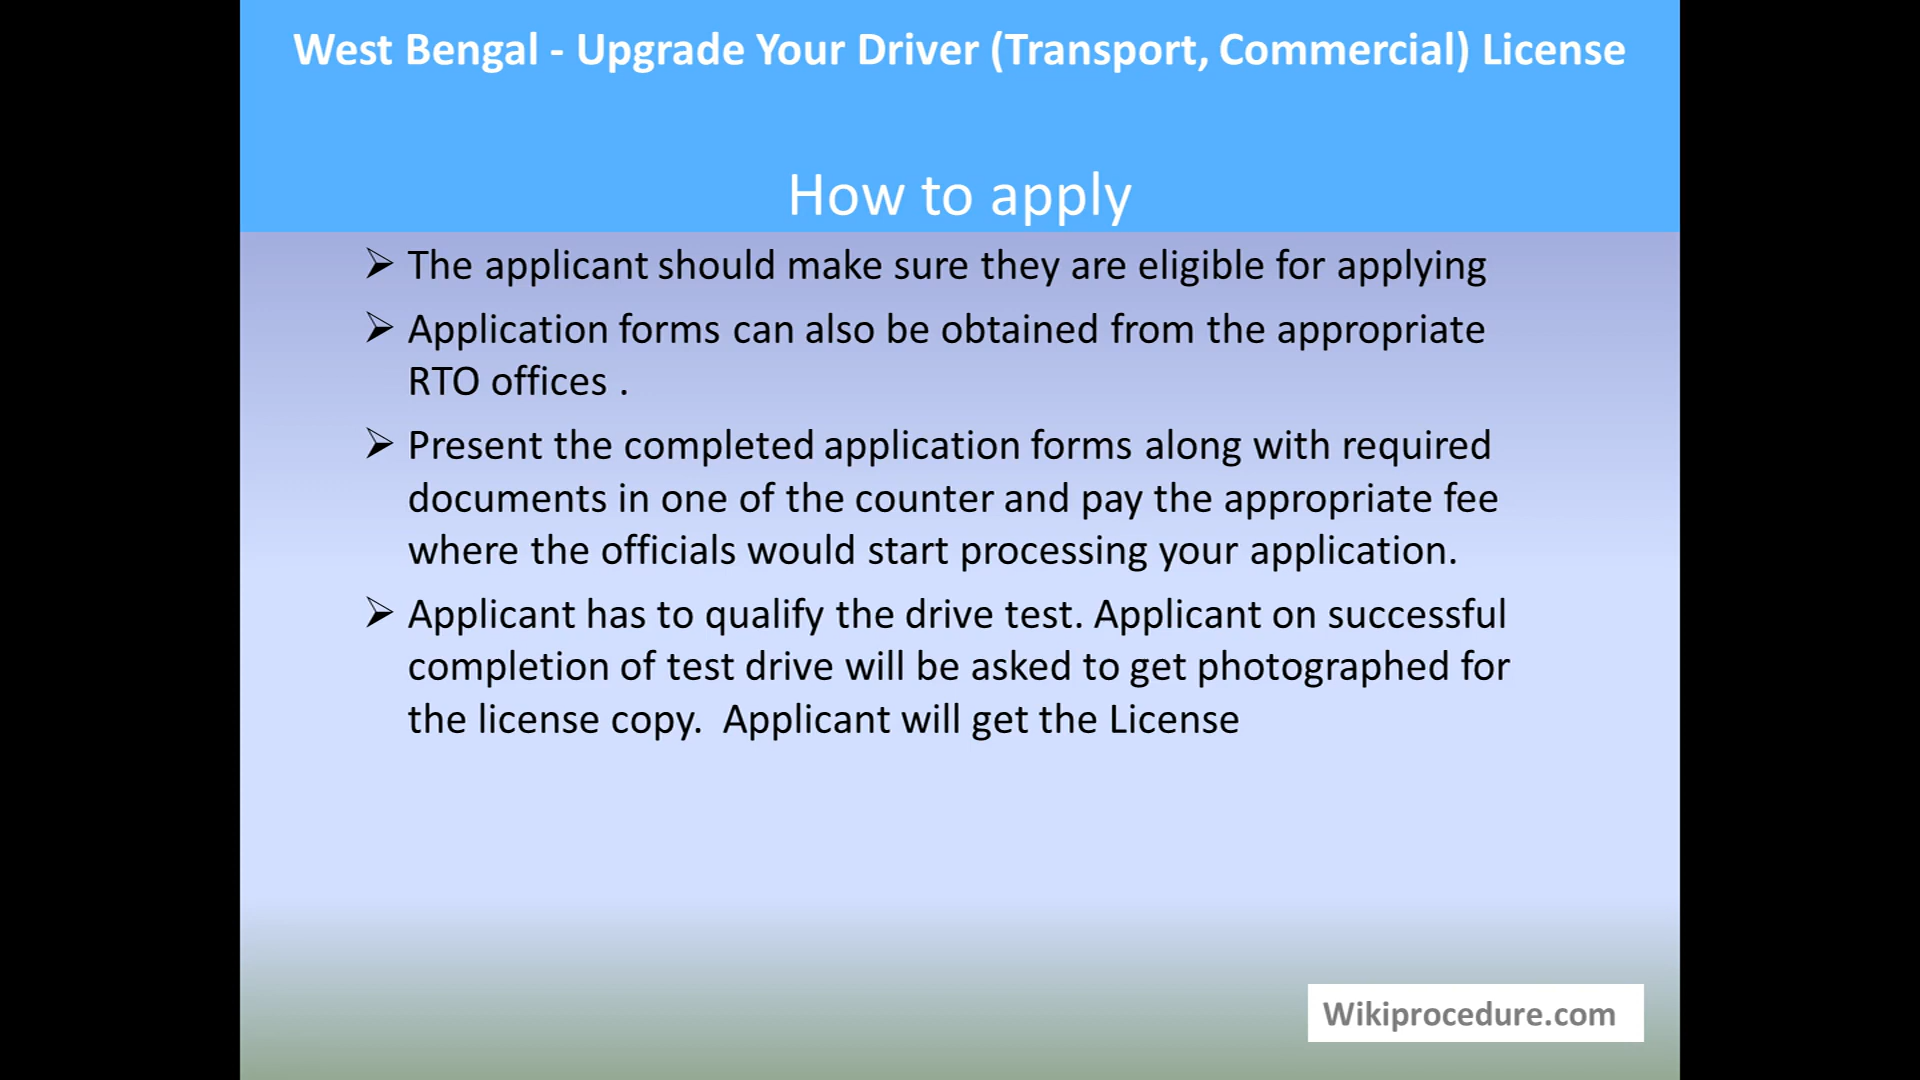 West Bengal - Upgrade Your Driver (Transport, Commercial) License
How to apply
➢ The applicant should make sure they are eligible for applying
➢ Application forms can also be obtained from the appropriate
RTO offices .
➢ Present the completed application forms along with required
documents in one of the counter and pay the appropriate fee
where the officials would start processing your application.
➢ Applicant has to qualify the drive test. Applicant on successful
completion of test drive will be asked to get photographed for
the license copy.  Applicant will get the License
Wikiprocedure.com